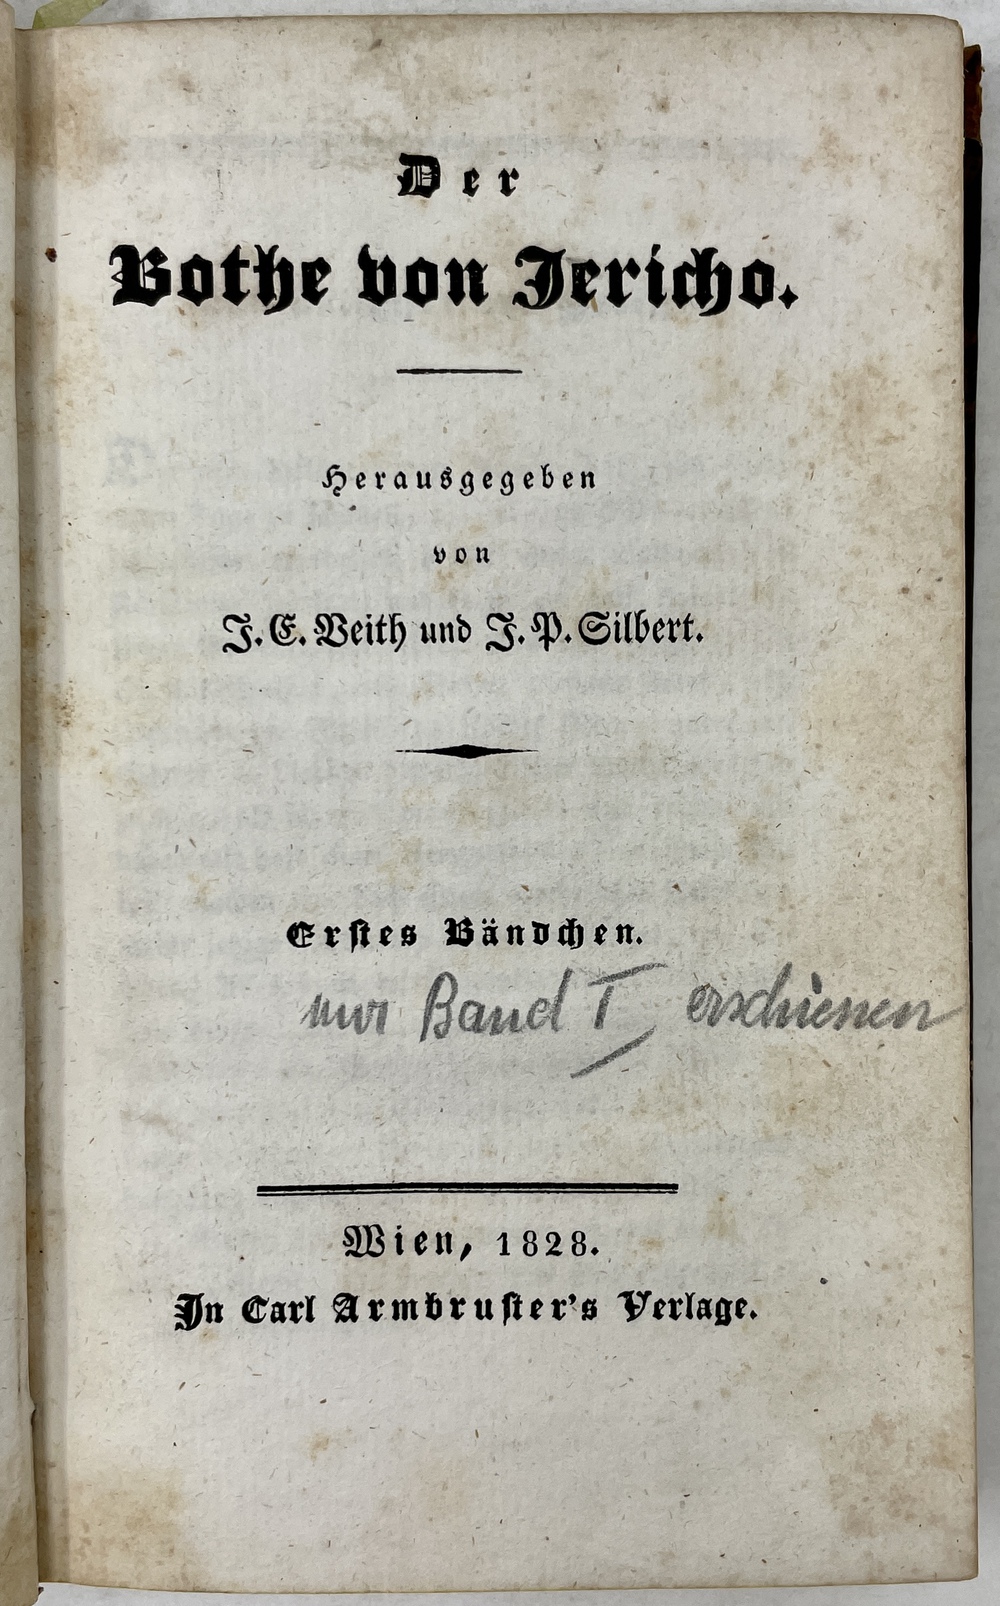 Der
Bothe von Jericho.
Herausgegeben
von
J. E. Veith und J. P. Silbert.
Erstes Bändchen.
nur Band I erschienen
Wien, 1828.
In Carl Armbruster's Verlage.